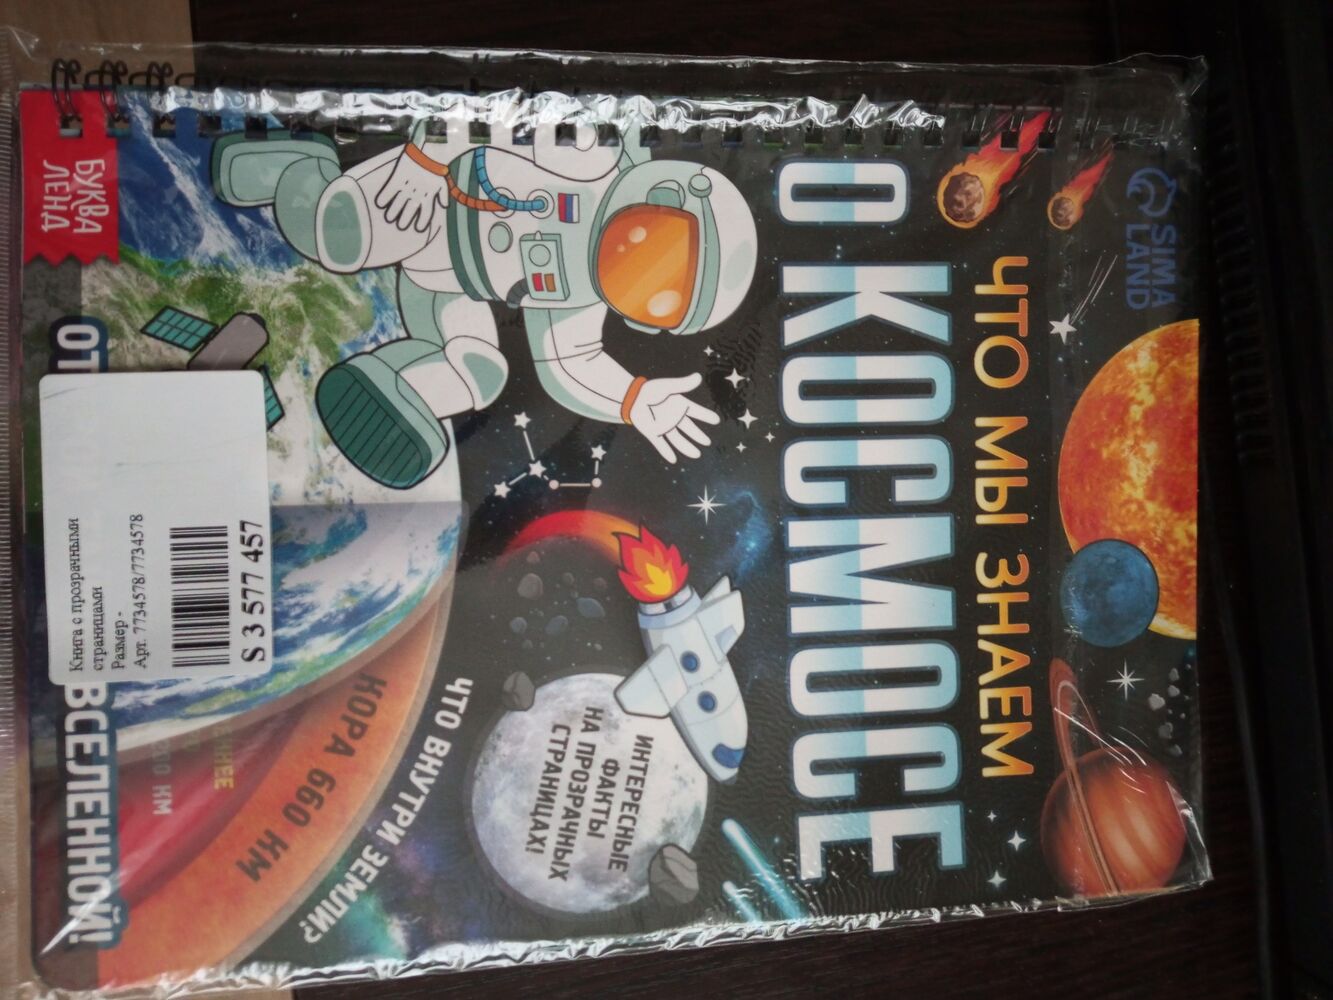 SIMA
LAND
ЧТО МЫ ЗНАЕМ
О КОСМОСЕ
ИНТЕРЕСНЫЕ
ФАКТЫ
НА ПРОЗРАЧНЫХ
СТРАНИЦАХ!
ЧТО ВНУТРИ ЗЕМЛИ?
КОРА 660 КМ
БУКВА
ЛЕНД
ВСЕЛЕННОЙ!
Книга с прозрачными
страницами
Размер -
Арт. 7734578/7734578
S 3 577 457